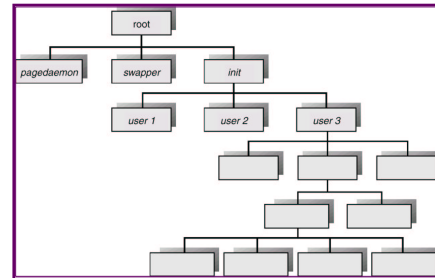 root
pagedaemon swapper init
user 1 user 2 user 3